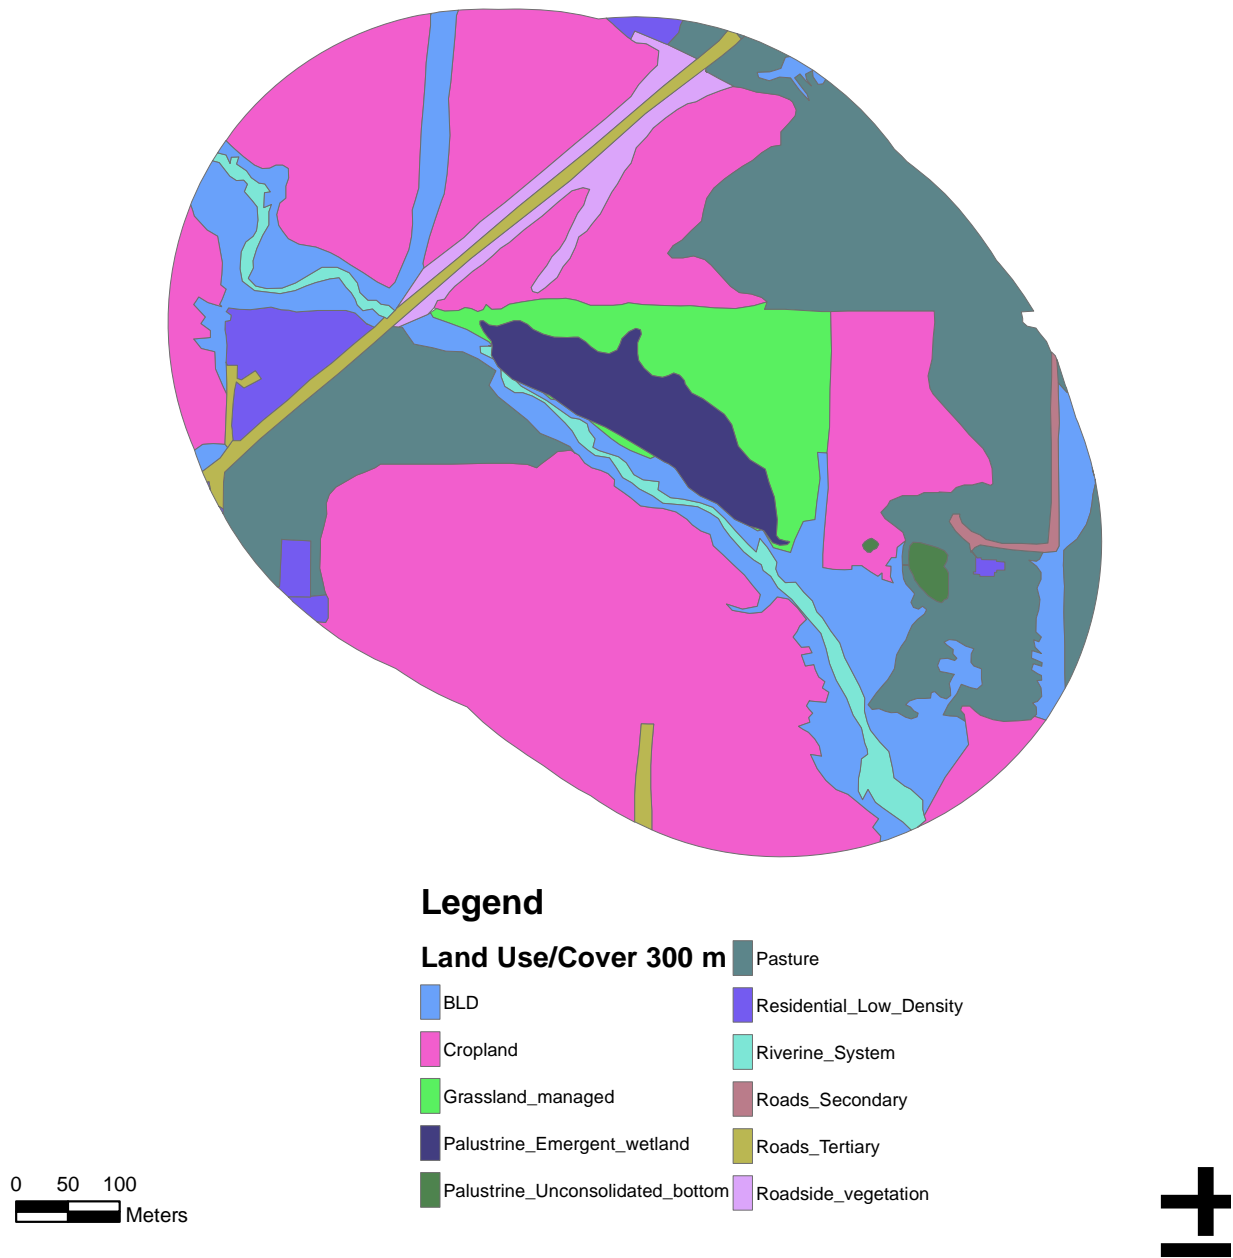 Legend
Land Use/Cover 300 m
BLD
Cropland
Grassland_managed
Palustrine_Emergent_wetland
Palustrine_Unconsolidated_bottom
Pasture
Residential_Low_Density
Riverine_System
Roads_Secondary
Roads_Tertiary
Roadside_vegetation
0 50 100
Meters